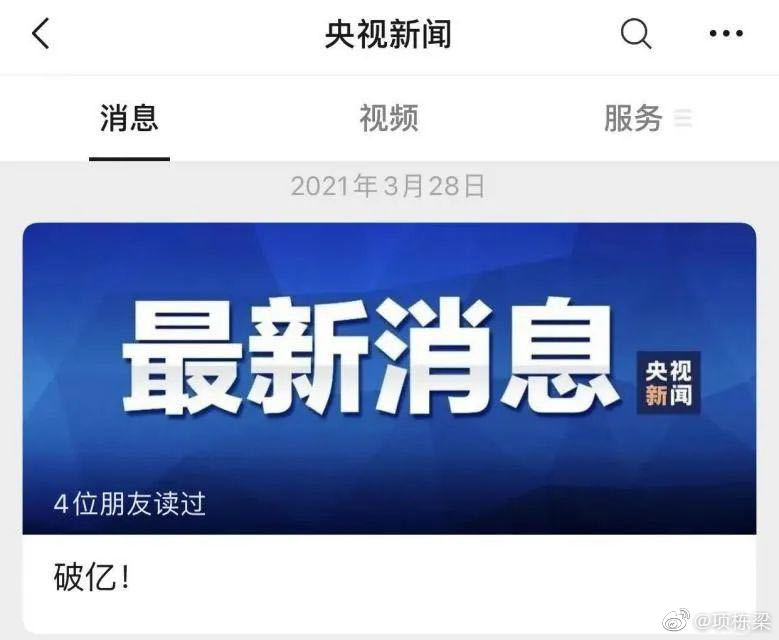 央视新闻
消息 视频 服务
2021年3月28日
最新消息
央视
新闻
4位朋友读过
破亿！
@项栋梁